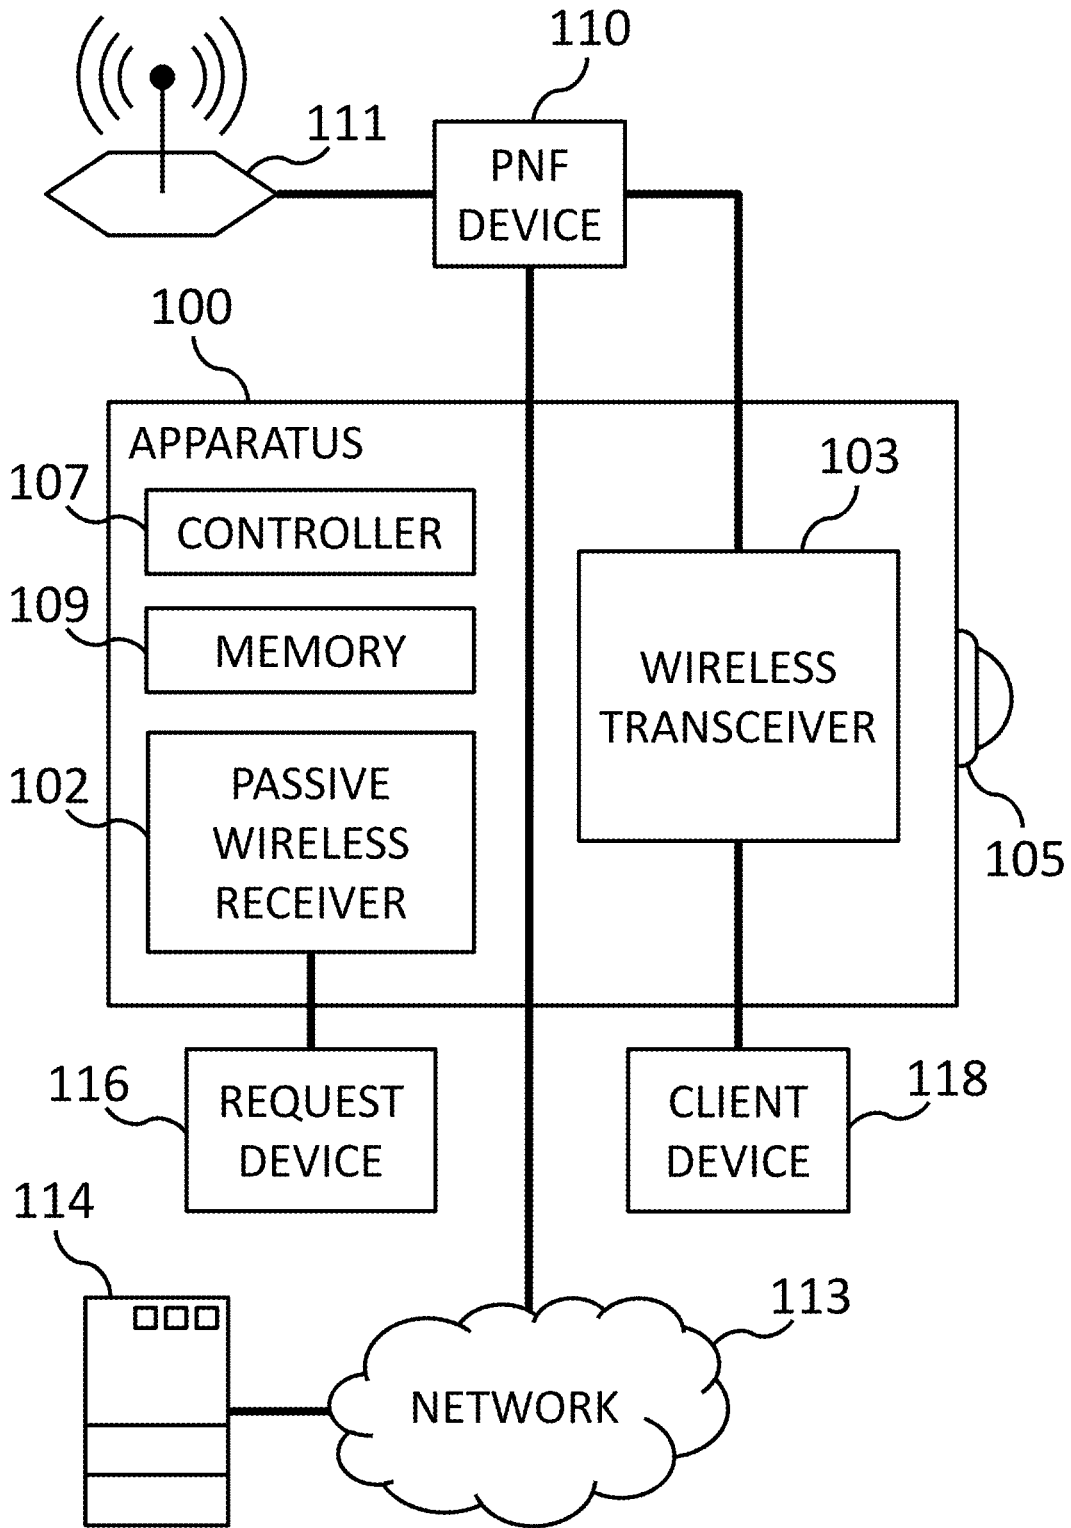 110
111
PNF
DEVICE
100
APPARATUS
103
107
CONTROLLER
109
MEMORY
WIRELESS
TRANSCEIVER
102
PASSIVE
WIRELESS
RECEIVER
105
116
REQUEST
DEVICE
CLIENT
DEVICE
118
114
113
NETWORK